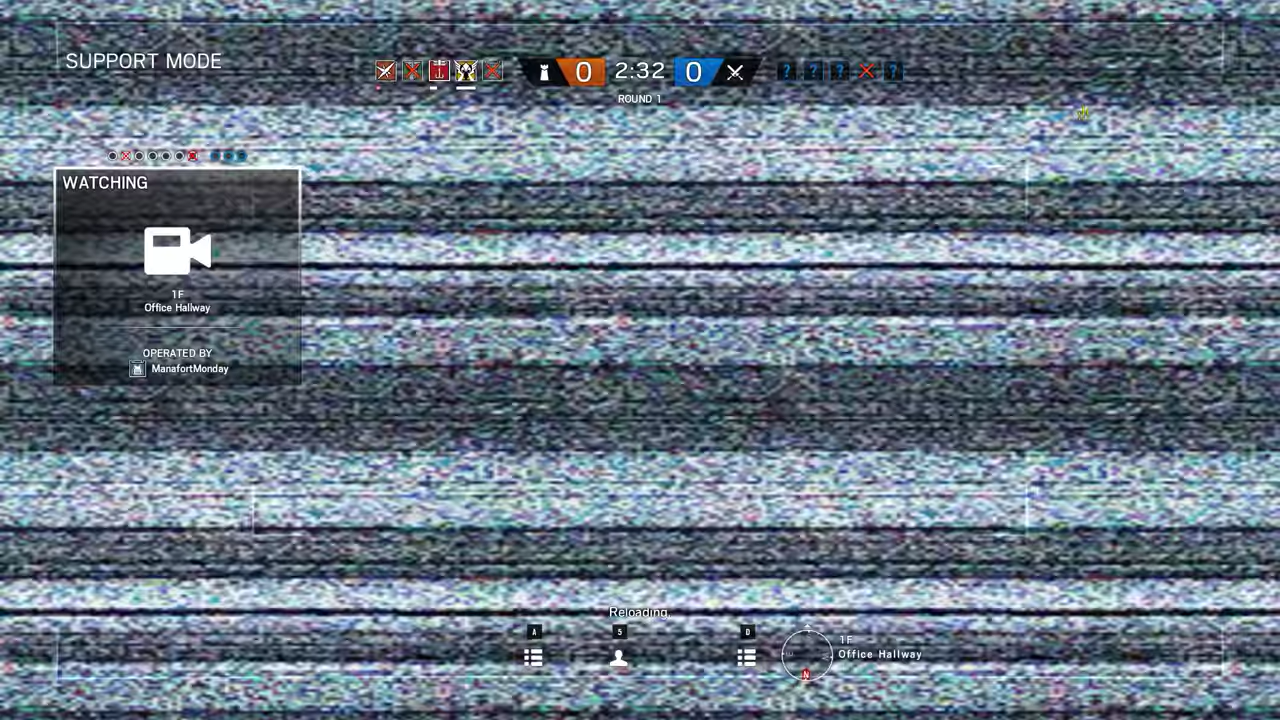 SUPPORT MODE
0 2:32 0
ROUND 1
? ? ? ?
WATCHING
1F
Office Hallway
OPERATED BY
ManafortMonday
Reloading.
A 5 D
1F
Office Hallway
N